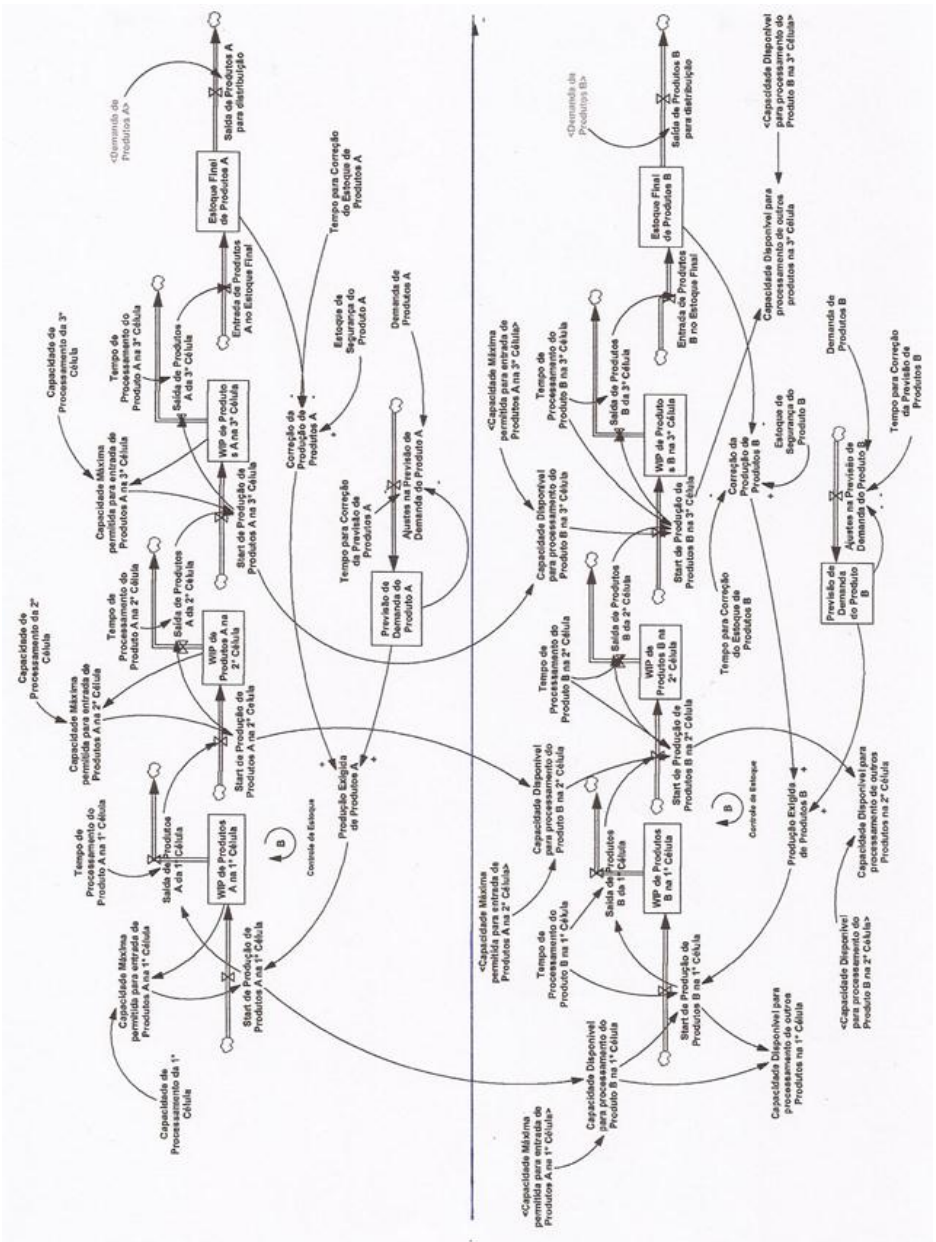 Capacidade de
Processamento da 1ª
Célula
Capacidade Máxima
permitida para entrada de
Produtos A na 1ª Célula
Start de Produção de
Produtos A na 1ª Célula
Tempo de
Processamento do
Produto A na 1ª Célula
Saída de Produtos
A da 1ª Célula
WIP de Produtos
A na 1ª Célula
B
Controle de Estoque
Capacidade de
Processamento da 2ª
Célula
Capacidade Máxima
permitida para entrada de
Produtos A na 2ª Célula
Start de Produção de
Produtos A na 2ª Célula
Tempo de
Processamento do
Produto A na 2ª Célula
Saída de Produtos
A da 2ª Célula
WIP de
Produtos A na
2ª Célula
Capacidade de
Processamento da 3ª
Célula
Capacidade Máxima
permitida para entrada de
Produtos A na 3ª Célula
Start de Produção de
Produtos A na 3ª Célula
Tempo de
Processamento do
Produto A na 3ª Célula
Saída de Produtos
A da 3ª Célula
WIP de Produto
s A na 3ª Célula
Entrada de Produtos
A no Estoque Final
Estoque Final
de Produtos A
<Demanda de
Produtos A>
Saída de Produtos A
para distribuição
Produção Exigida
de Produtos A
+
+
Correção da
Produção de
Produtos A
-
-
+
Tempo para Correção
do Estoque de
Produtos A
Estoque de
Segurança do
Produto A
Tempo para Correção
da Previsão de
Produtos A
Previsão de
Demanda do
Produto A
Ajustes na Previsão de
Demanda do Produto A
-
+
Demanda de
Produtos A
<Capacidade Máxima
permitida para entrada de
Produtos A na 1ª Célula>
Capacidade Disponível
para processamento do
Produto B na 1ª Célula
<Capacidade Máxima
permitida para entrada de
Produtos A na 2ª Célula>
Tempo de
Processamento do
Produto B na 1ª Célula
Saída de Produtos
B da 1ª Célula
Start de Produção de
Produtos B na 1ª Célula
WIP de Produtos
B na 1ª Célula
B
Controle de Estoque
Capacidade Disponível
para processamento do
Produto B na 2ª Célula
Tempo de
Processamento do
Produto B na 2ª Célula
Saída de Produtos
B da 2ª Célula
Start de Produção de
Produtos B na 2ª Célula
WIP de
Produtos B na
2ª Célula
<Capacidade Máxima
permitida para entrada de
Produtos A na 3ª Célula>
Capacidade Disponível
para processamento do
Produto B na 3ª Célula
Tempo de
Processamento do
Produto B na 3ª Célula
Saída de Produtos
B da 3ª Célula
Start de Produção de
Produtos B na 3ª Célula
WIP de Produto
s B na 3ª Célula
Entrada de Produtos
B no Estoque Final
Estoque Final
de Produtos B
<Demanda de
Produtos B>
Saída de Produtos B
para distribuição
Capacidade Disponível para
processamento de outros
Produtos na 1ª Célula
Produção Exigida
de Produtos B
+
+
Tempo para Correção
do Estoque de
Produtos B
Correção da
Produção de
Produtos B
-
-
+
Estoque de
Segurança do
Produto B
Capacidade Disponível para
processamento de outros
produtos na 3ª Célula
<Capacidade Disponível
para processamento do
Produto B na 3ª Célula>
<Capacidade Disponível
para processamento do
Produto B na 2ª Célula>
Capacidade Disponível para
processamento de outros
Produtos na 2ª Célula
Previsão de
Demanda
do Produto
B
Ajustes na Previsão de
Demanda do Produto B
-
+
Demanda de
Produtos B
Tempo para Correção
da Previsão de
Produtos B